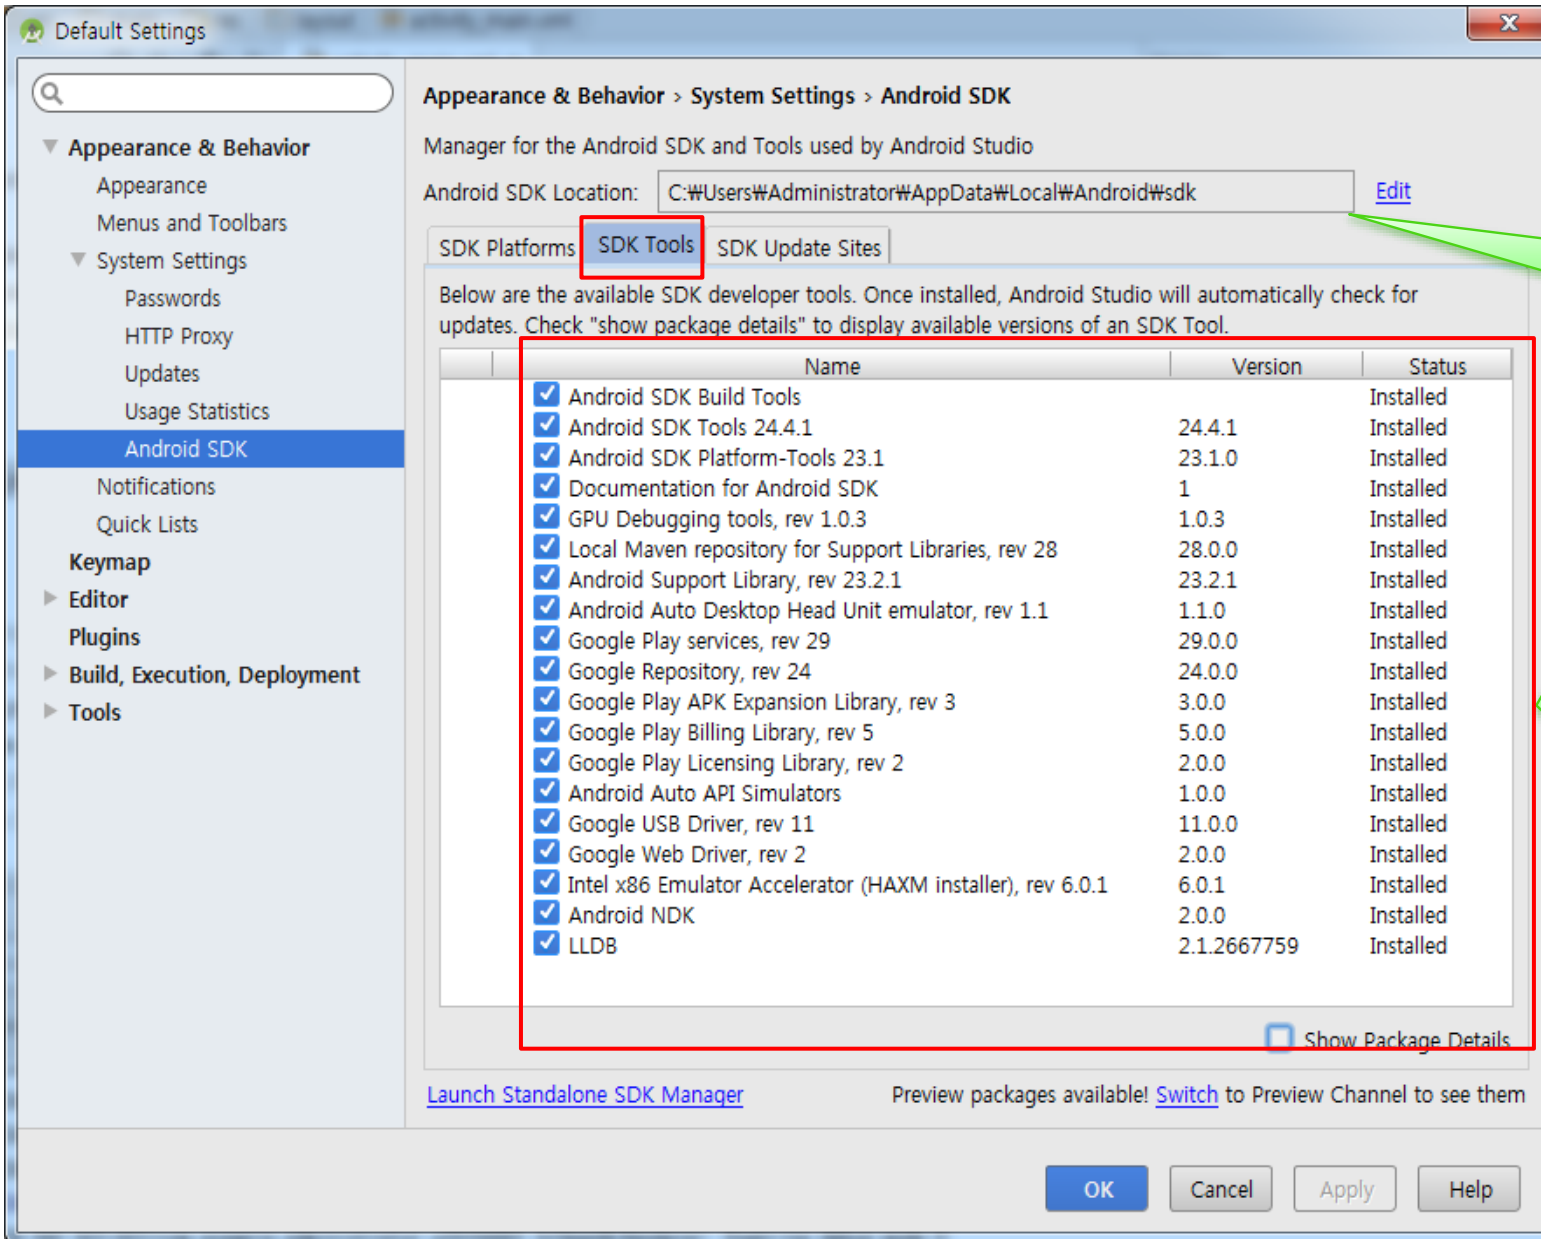 Default Settings
Appearance & Behavior › System Settings › Android SDK
Appearance & Behavior
Appearance
Menus and Toolbars
System Settings
Passwords
HTTP Proxy
Updates
Usage Statistics
Android SDK
Notifications
Quick Lists
Keymap
Editor
Plugins
Build, Execution, Deployment
Tools
Manager for the Android SDK and Tools used by Android Studio
Android SDK Location: C:₩Users₩Administrator₩AppData₩Local₩Android₩sdk Edit
SDK Platforms SDK Tools SDK Update Sites
Below are the available SDK developer tools. Once installed, Android Studio will automatically check for
updates. Check "show package details" to display available versions of an SDK Tool.
Name Version Status
Android SDK Build Tools Installed
Android SDK Tools 24.4.1 24.4.1 Installed
Android SDK Platform-Tools 23.1 23.1.0 Installed
Documentation for Android SDK 1 Installed
GPU Debugging tools, rev 1.0.3 1.0.3 Installed
Local Maven repository for Support Libraries, rev 28 28.0.0 Installed
Android Support Library, rev 23.2.1 23.2.1 Installed
Android Auto Desktop Head Unit emulator, rev 1.1 1.1.0 Installed
Google Play services, rev 29 29.0.0 Installed
Google Repository, rev 24 24.0.0 Installed
Google Play APK Expansion Library, rev 3 3.0.0 Installed
Google Play Billing Library, rev 5 5.0.0 Installed
Google Play Licensing Library, rev 2 2.0.0 Installed
Android Auto API Simulators 1.0.0 Installed
Google USB Driver, rev 11 11.0.0 Installed
Google Web Driver, rev 2 2.0.0 Installed
Intel x86 Emulator Accelerator (HAXM installer), rev 6.0.1 6.0.1 Installed
Android NDK 2.0.0 Installed
LLDB 2.1.2667759 Installed
Show Package Details
Launch Standalone SDK Manager Preview packages available! Switch to Preview Channel to see them
OK Cancel Apply Help